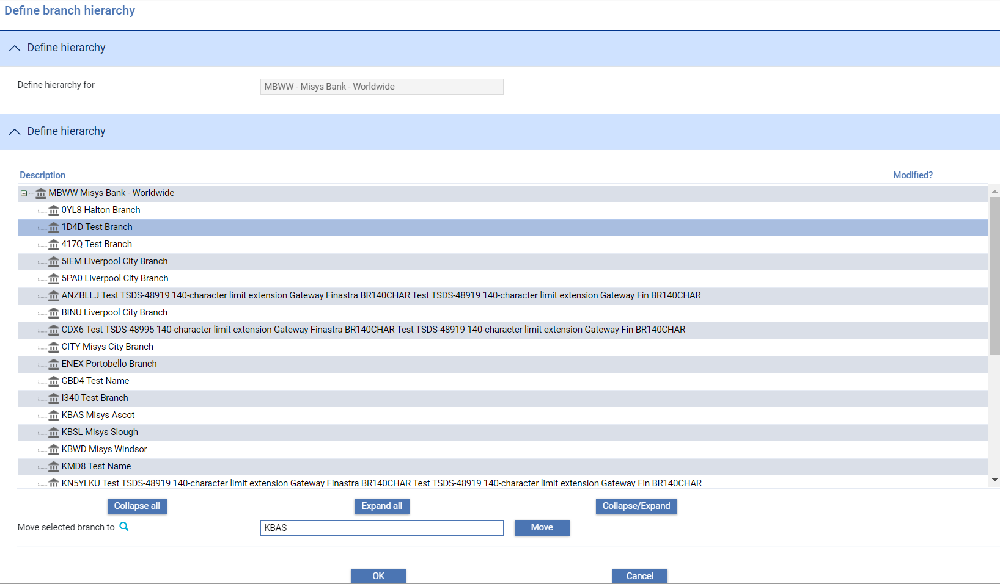 Define branch hierarchy
Define hierarchy
Define hierarchy for
MBWW - Misys Bank - Worldwide
Define hierarchy
Description
Modified?
MBWW Misys Bank - Worldwide
0YL8 Halton Branch
1D4D Test Branch
417Q Test Branch
5IEM Liverpool City Branch
5PA0 Liverpool City Branch
ANZBLLJ Test TSDS-48919 140-character limit extension Gateway Finastra BR140CHAR Test TSDS-48919 140-character limit extension Gateway Fin BR140CHAR
BINU Liverpool City Branch
CDX6 Test TSDS-48995 140-character limit extension Gateway Finastra BR140CHAR Test TSDS-48919 140-character limit extension Gateway Fin BR140CHAR
CITY Misys City Branch
ENEX Portobello Branch
GBD4 Test Name
I340 Test Branch
KBAS Misys Ascot
KBSL Misys Slough
KBWD Misys Windsor
KMD8 Test Name
KN5YLKU Test TSDS-48919 140-character limit extension Gateway Finastra BR140CHAR Test TSDS-48919 140-character limit extension Gateway Fin BR140CHAR
Collapse all
Expand all
Collapse/Expand
Move selected branch to
KBAS
Move
OK
Cancel